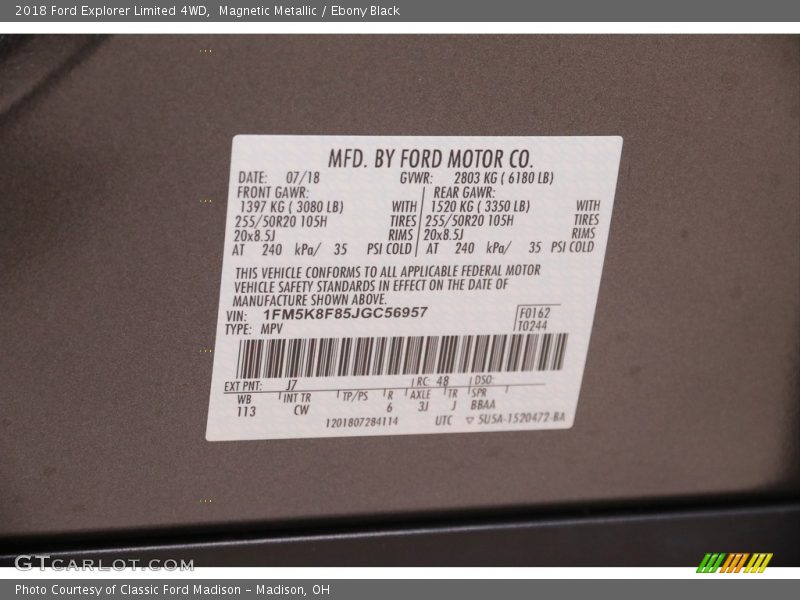 2018 Ford Explorer Limited 4WD, Magnetic Metallic / Ebony Black
MFD. BY FORD MOTOR CO.
DATE: 07/18 GVWR: 2803 KG ( 6180 LB)
FRONT GAWR: REAR GAWR:
1397 KG ( 3080 LB) WITH 1520 KG ( 3350 LB) WITH
255/50R20 105H TIRES 255/50R20 105H TIRES
20x8.5J RIMS 20x8.5J RIMS
AT 240 kPa/ 35 PSI COLD AT 240 kPa/ 35 PSI COLD
THIS VEHICLE CONFORMS TO ALL APPLICABLE FEDERAL MOTOR
VEHICLE SAFETY STANDARDS IN EFFECT ON THE DATE OF
MANUFACTURE SHOWN ABOVE.
VIN: 1FM5K8F85JGC56957 F0162
TYPE: MPV T0244
EXT PNT: J7 RC: 48 DSO:
WB INT TR TP/PS R AXLE TR SPR
113 CW 6 3J J BBAA
1201807284114 UTC ▽ 5U5A-1520472-BA
GTCARLOT.COM
Photo Courtesy of Classic Ford Madison – Madison, OH